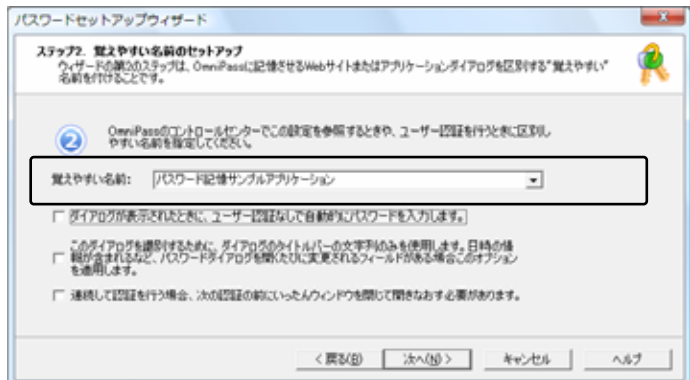 パスワードセットアップウィザード
ステップ2. 覚えやすい名前のセットアップ
ウィザードの第2のステップは、OmniPassに記憶させるWebサイトまたはアプリケーションダイアログを区別する"覚えやすい"
名前を付けることです。
2
OmniPassのコントロールセンターでこの設定を参照するときや、ユーザー認証を行うときに区別し
やすい名前を指定してください。
覚えやすい名前: パスワード記憶サンプルアプリケーション
ダイアログが表示されたときに、ユーザー認証なしで自動的にパスワードを入力します。
このダイアログを識別するために、ダイアログのタイトルバーの文字列のみを使用します。日時の情
報が含まれるなど、パスワードダイアログを開くたびに変更されるフィールドがある場合このオプション
を適用します。
連続して認証を行う場合、次の認証の前にいったんウィンドウを閉じて開きなおす必要があります。
< 戻る(B) 次へ(N) > キャンセル ヘルプ